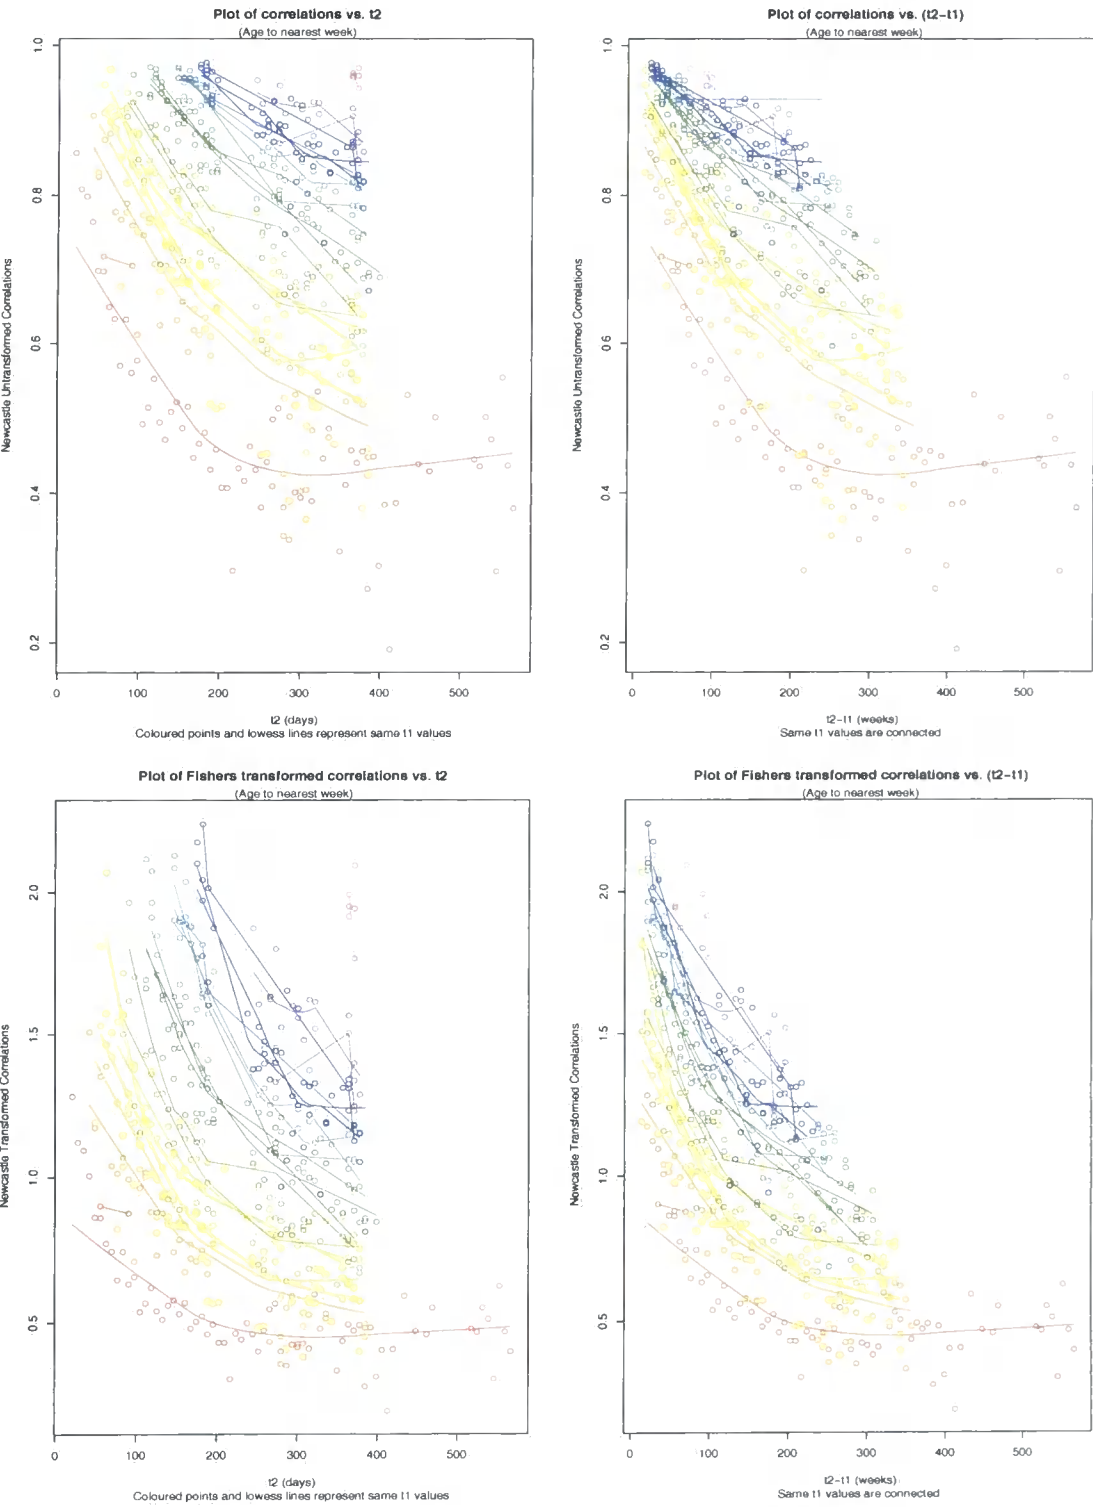 Plot of correlations vs. t2
(Age to nearest week)
Newcastle Untransformed Correlations
1.0
0.8
0.6
0.4
0.2
0 100 200 300 400 500
t2 (days)
Coloured points and lowess lines represent same t1 values
Plot of correlations vs. (t2-t1)
(Age to nearest week)
Newcastle Untransformed Correlations
1.0
0.8
0.6
0.4
0.2
0 100 200 300 400 500
t2-t1 (weeks)
Same t1 values are connected
Plot of Fishers transformed correlations vs. t2
(Age to nearest week)
Newcastle Transformed Correlations
2.0
1.5
1.0
0.5
0 100 200 300 400 500
t2 (days)
Coloured points and lowess lines represent same t1 values
Plot of Fishers transformed correlations vs. (t2-t1)
(Age to nearest week)
Newcastle Transformed Correlations
2.0
1.5
1.0
0.5
0 100 200 300 400 500
t2-t1 (weeks)
Same t1 values are connected